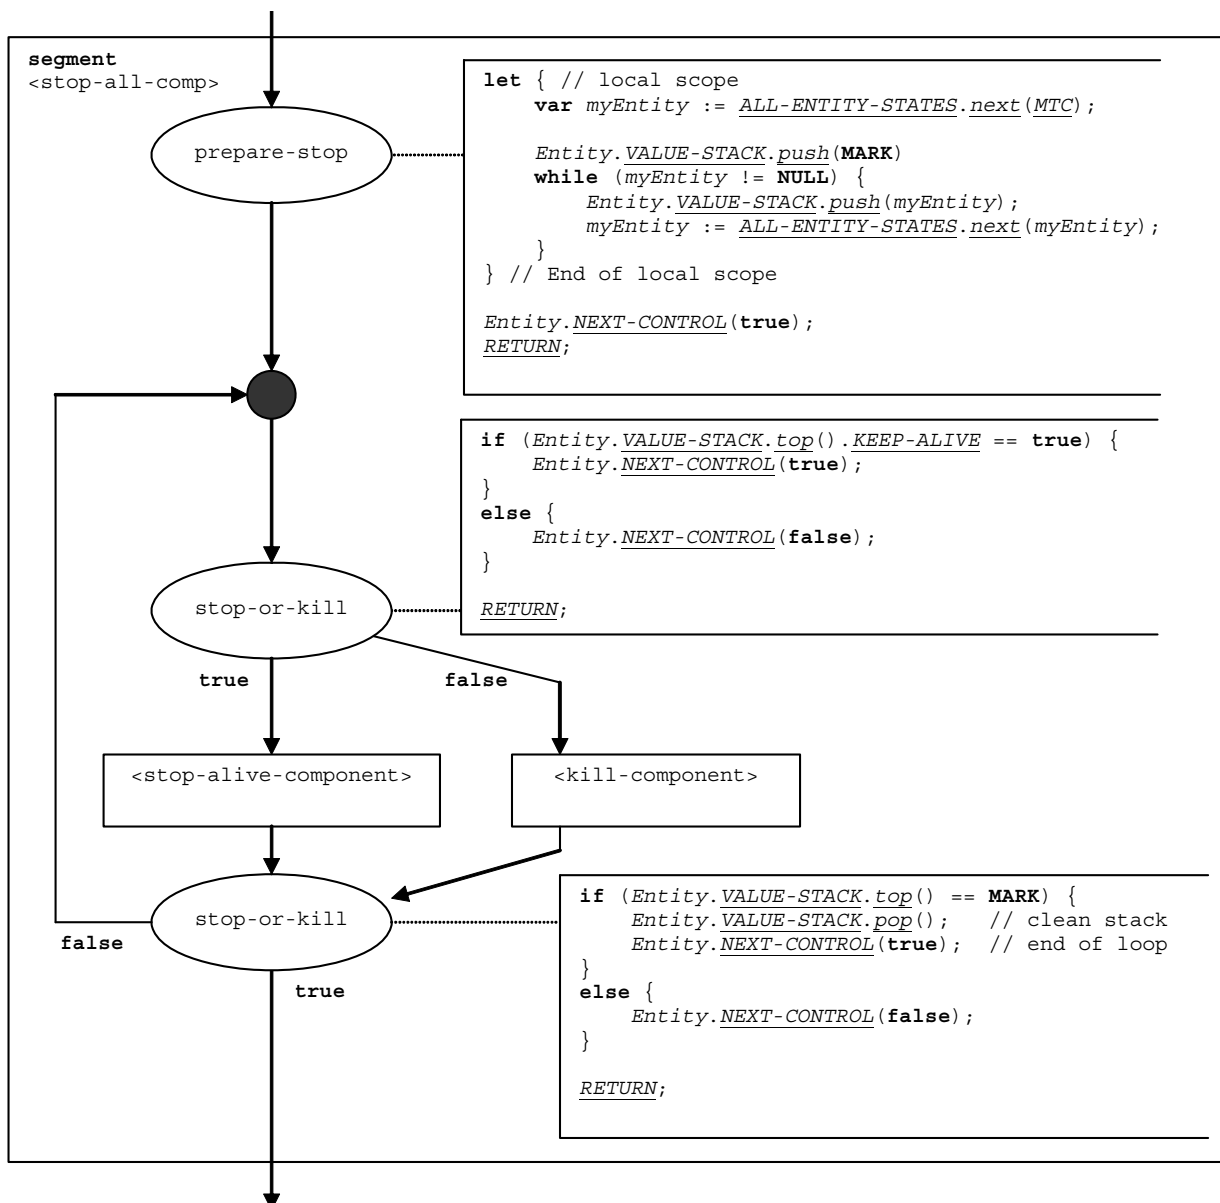 segment
<stop-all-comp>
prepare-stop
let { // local scope
    var myEntity := ALL-ENTITY-STATES.next(MTC);
    Entity.VALUE-STACK.push(MARK)
    while (myEntity != NULL) {
        Entity.VALUE-STACK.push(myEntity);
        myEntity := ALL-ENTITY-STATES.next(myEntity);
    }
} // End of local scope
Entity.NEXT-CONTROL(true);
RETURN;
if (Entity.VALUE-STACK.top().KEEP-ALIVE == true) {
    Entity.NEXT-CONTROL(true);
}
else {
    Entity.NEXT-CONTROL(false);
}
RETURN;
stop-or-kill
true
false
<stop-alive-component>
<kill-component>
stop-or-kill
false
true
if (Entity.VALUE-STACK.top() == MARK) {
    Entity.VALUE-STACK.pop();   // clean stack
    Entity.NEXT-CONTROL(true);  // end of loop
}
else {
    Entity.NEXT-CONTROL(false);
}
RETURN;